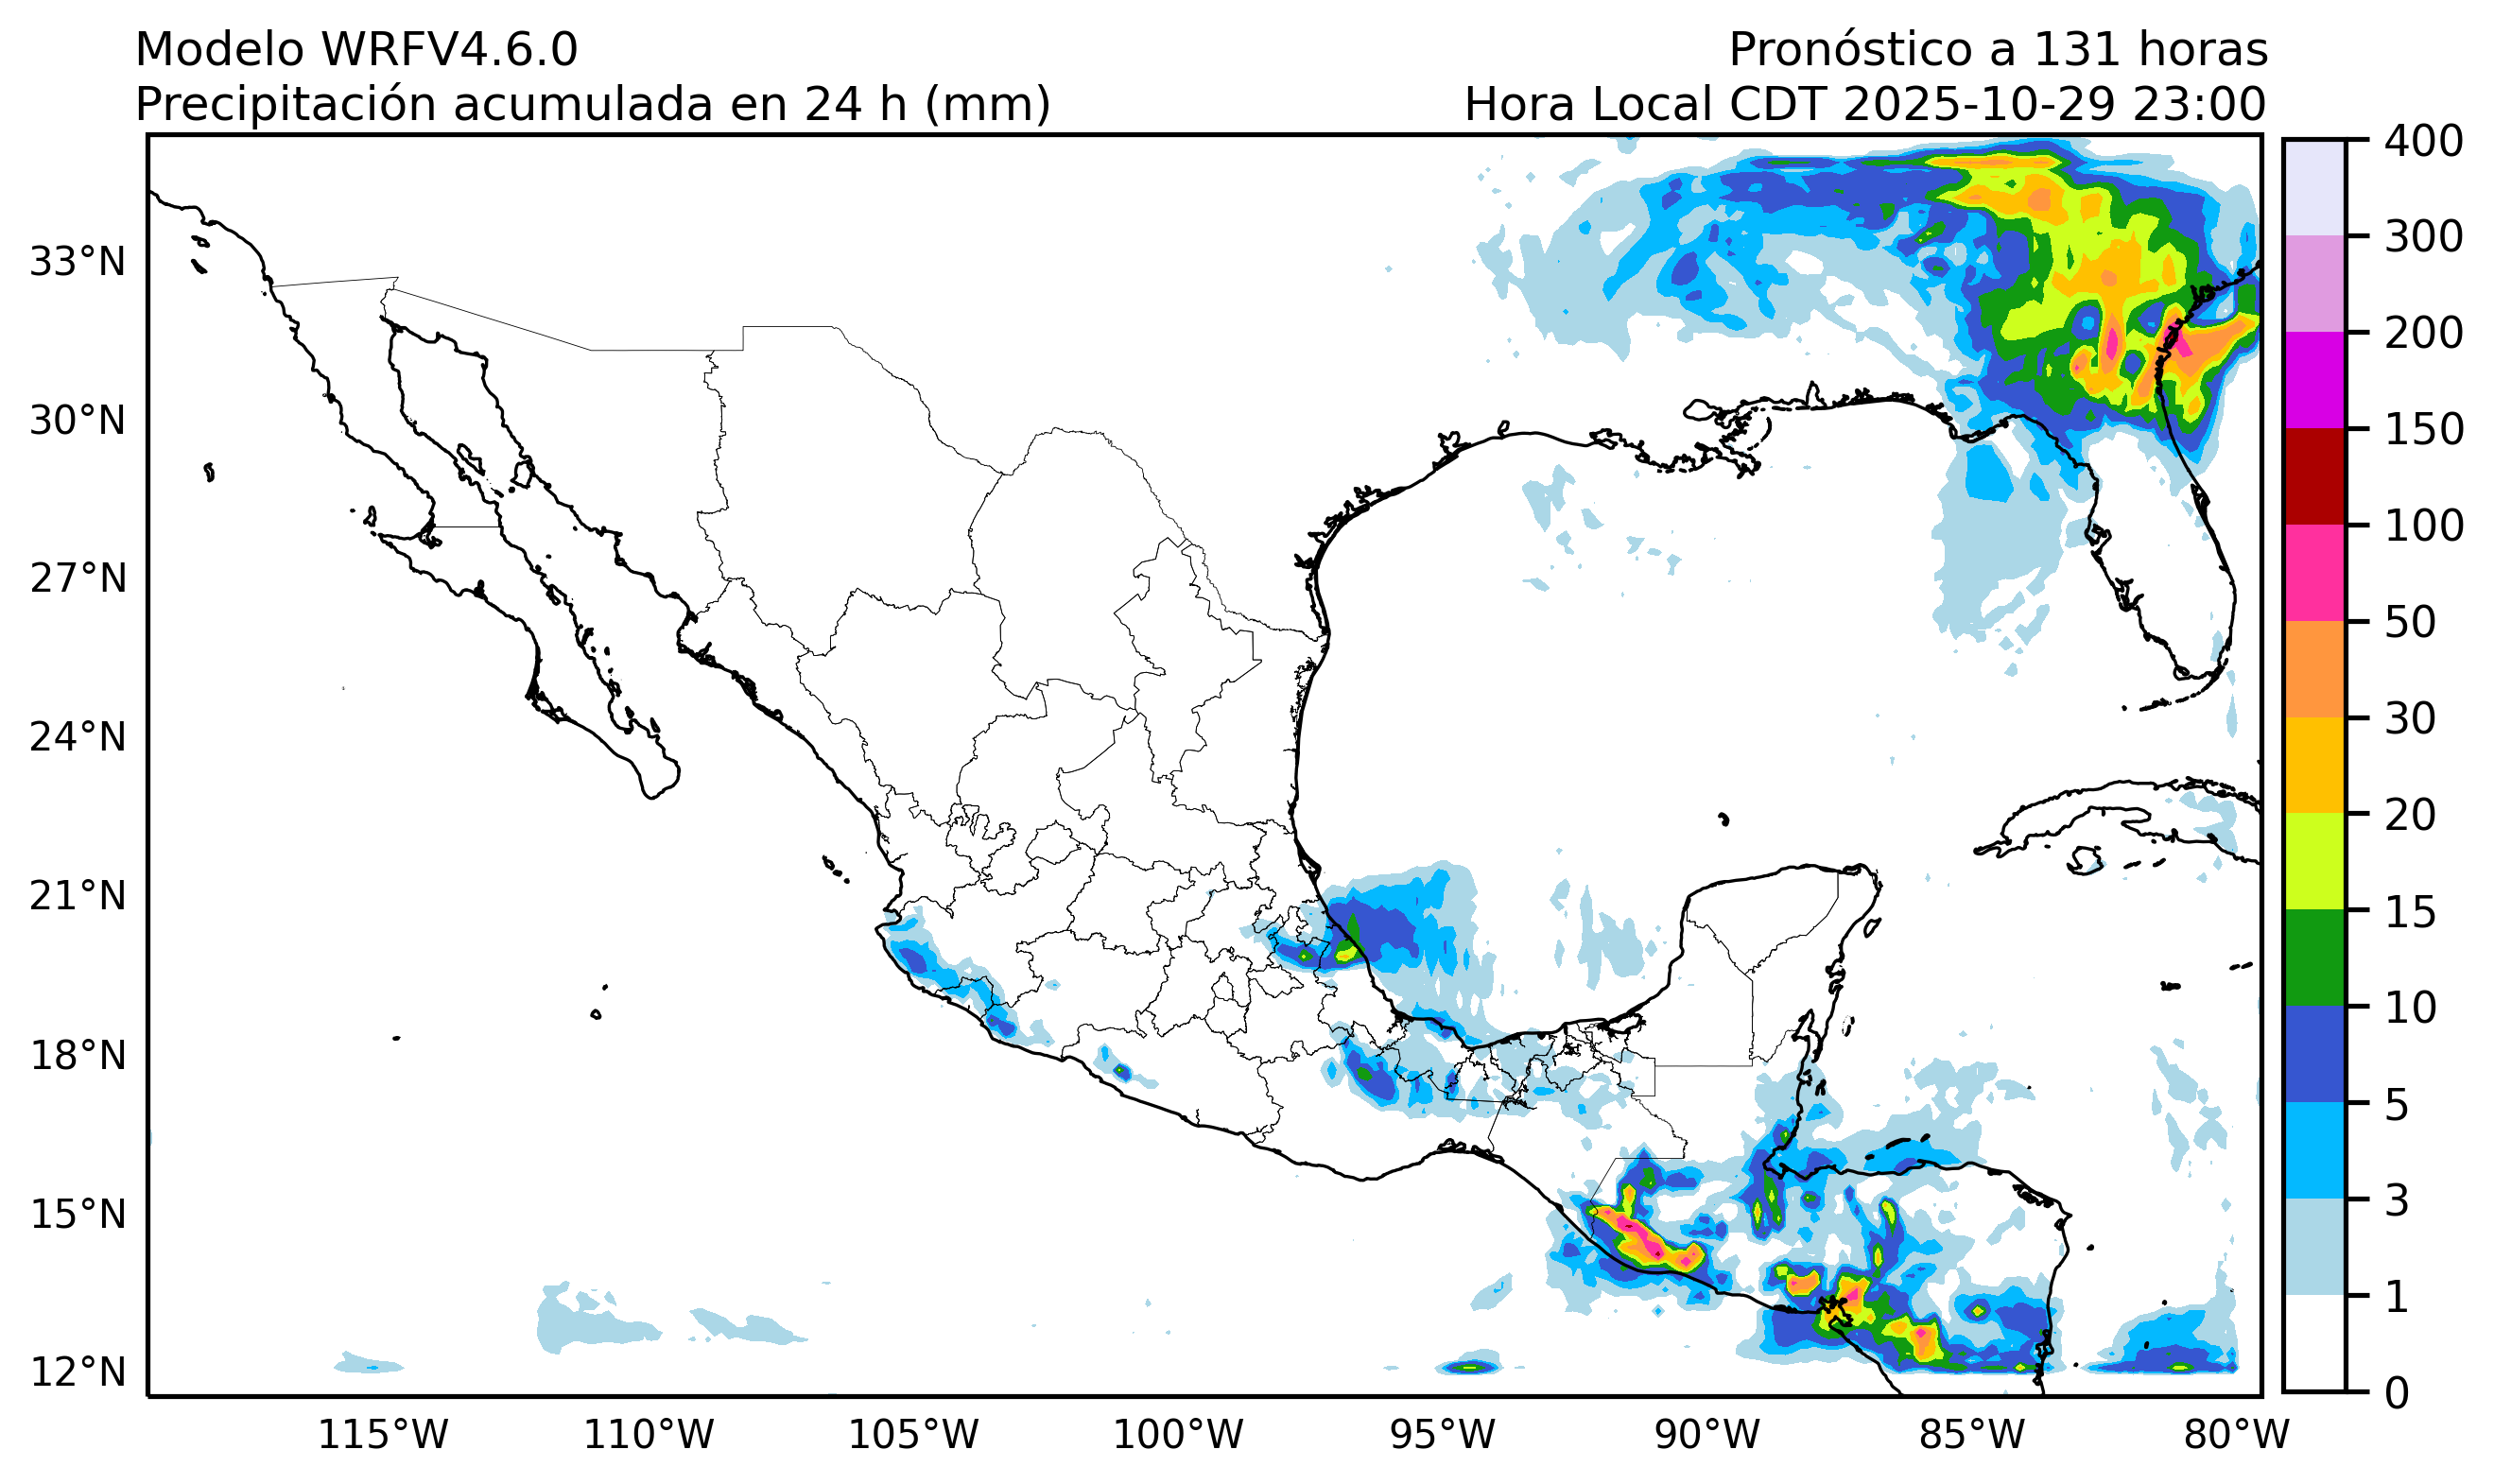 Modelo WRFV4.6.0
Pronóstico a 131 horas
Precipitación acumulada en 24 h (mm)
Hora Local CDT 2025-10-29 23:00
33°N
30°N
27°N
24°N
21°N
18°N
15°N
12°N
115°W
110°W
105°W
100°W
95°W
90°W
85°W
80°W
400
300
200
150
100
50
30
20
15
10
5
3
1
0